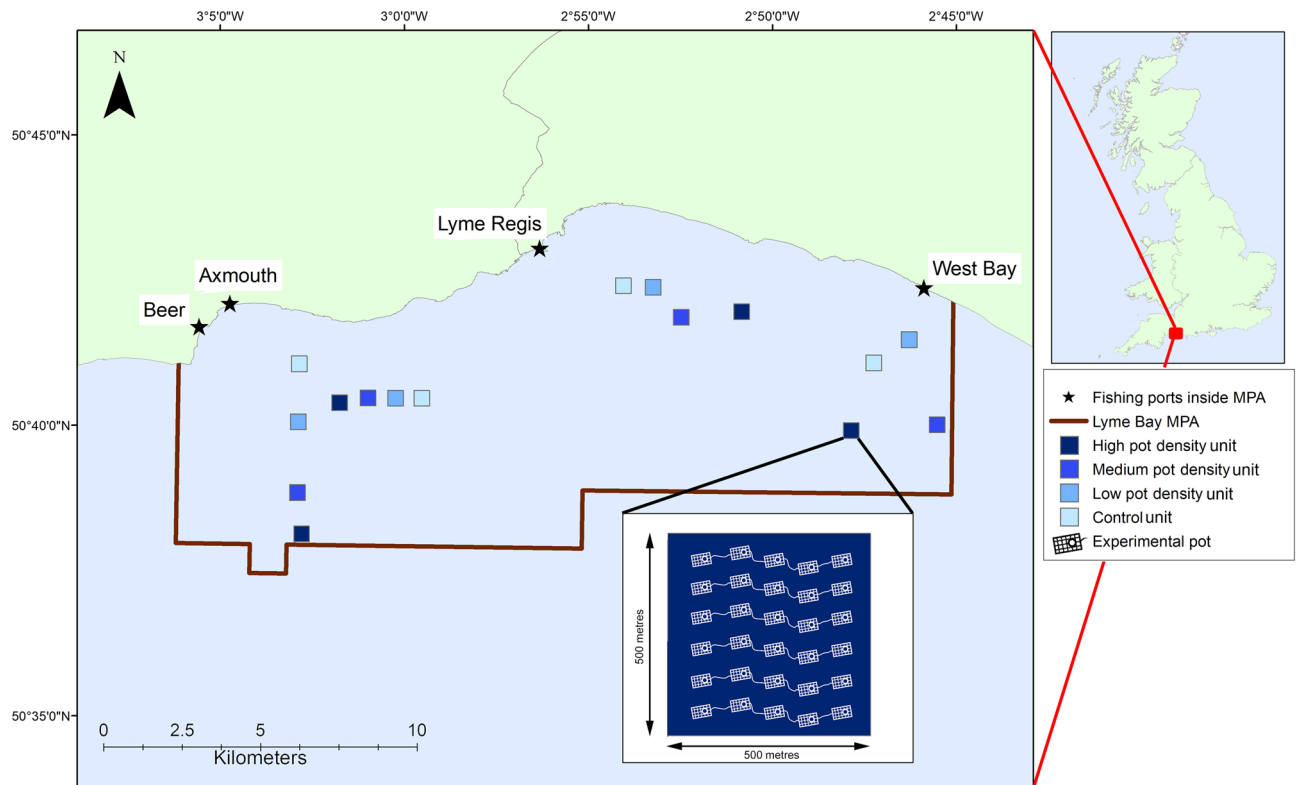 3°5'0"W 3°0'0"W 2°55'0"W 2°50'0"W 2°45'0"W
N
50°45'0"N
Lyme Regis
Axmouth
West Bay
Beer
50°40'0"N
Fishing ports inside MPA
Lyme Bay MPA
High pot density unit
Medium pot density unit
Low pot density unit
Control unit
Experimental pot
500 metres
500 metres
50°35'0"N
0 2.5 5 10
Kilometers